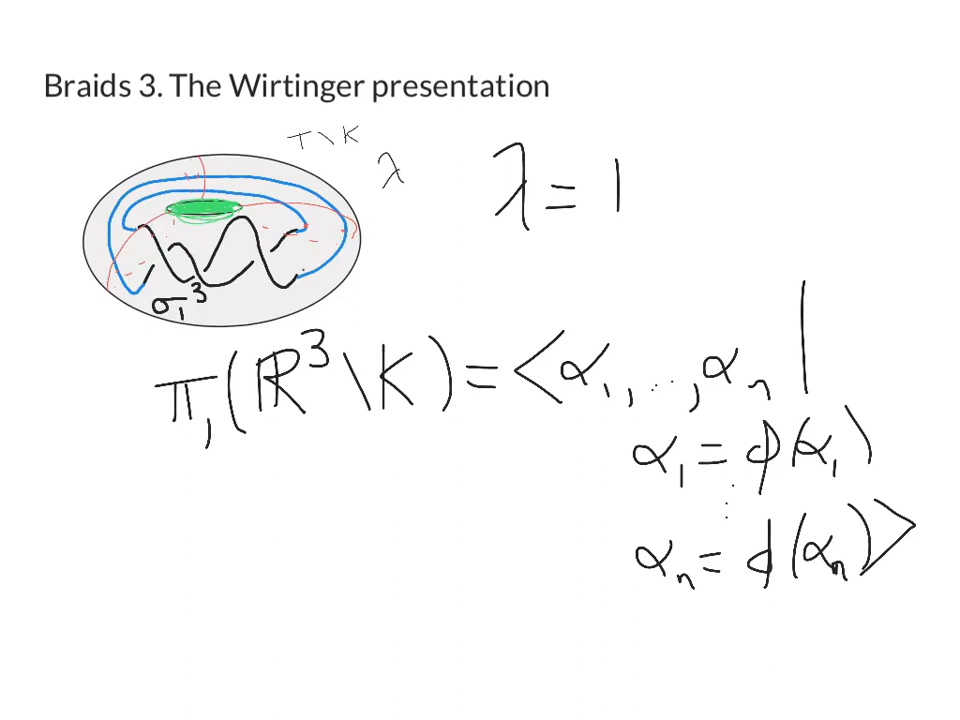 Braids 3. The Wirtinger presentation
T \ K
λ
λ = 1
σ₁³
π₁(ℝ³ \ K) = <α₁, ..., αₙ |
α₁ = ϕ(α₁)
⋮
αₙ = ϕ(αₙ)>